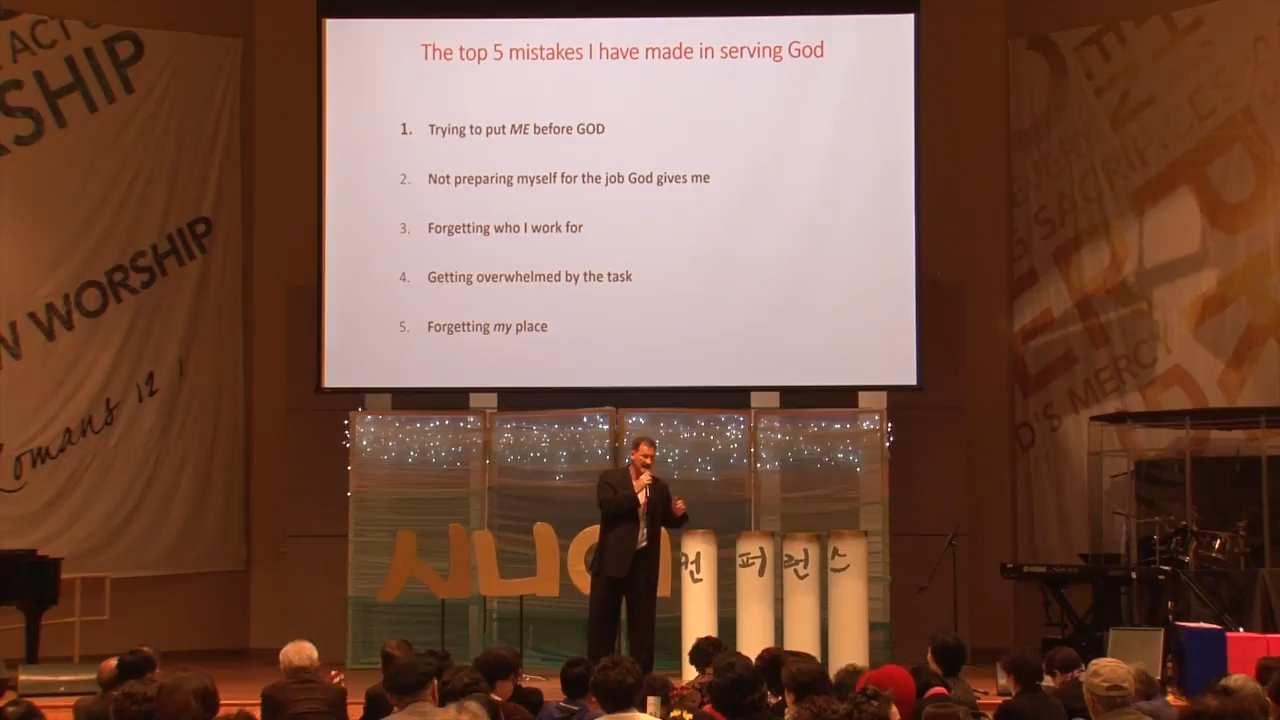 The top 5 mistakes I have made in serving God
1. Trying to put ME before GOD
2. Not preparing myself for the job God gives me
3. Forgetting who I work for
4. Getting overwhelmed by the task
5. Forgetting my place
SHIP
WORSHIP
Romans 12 1
SACRIFICES
D'S MERCY
컨 퍼 런 스